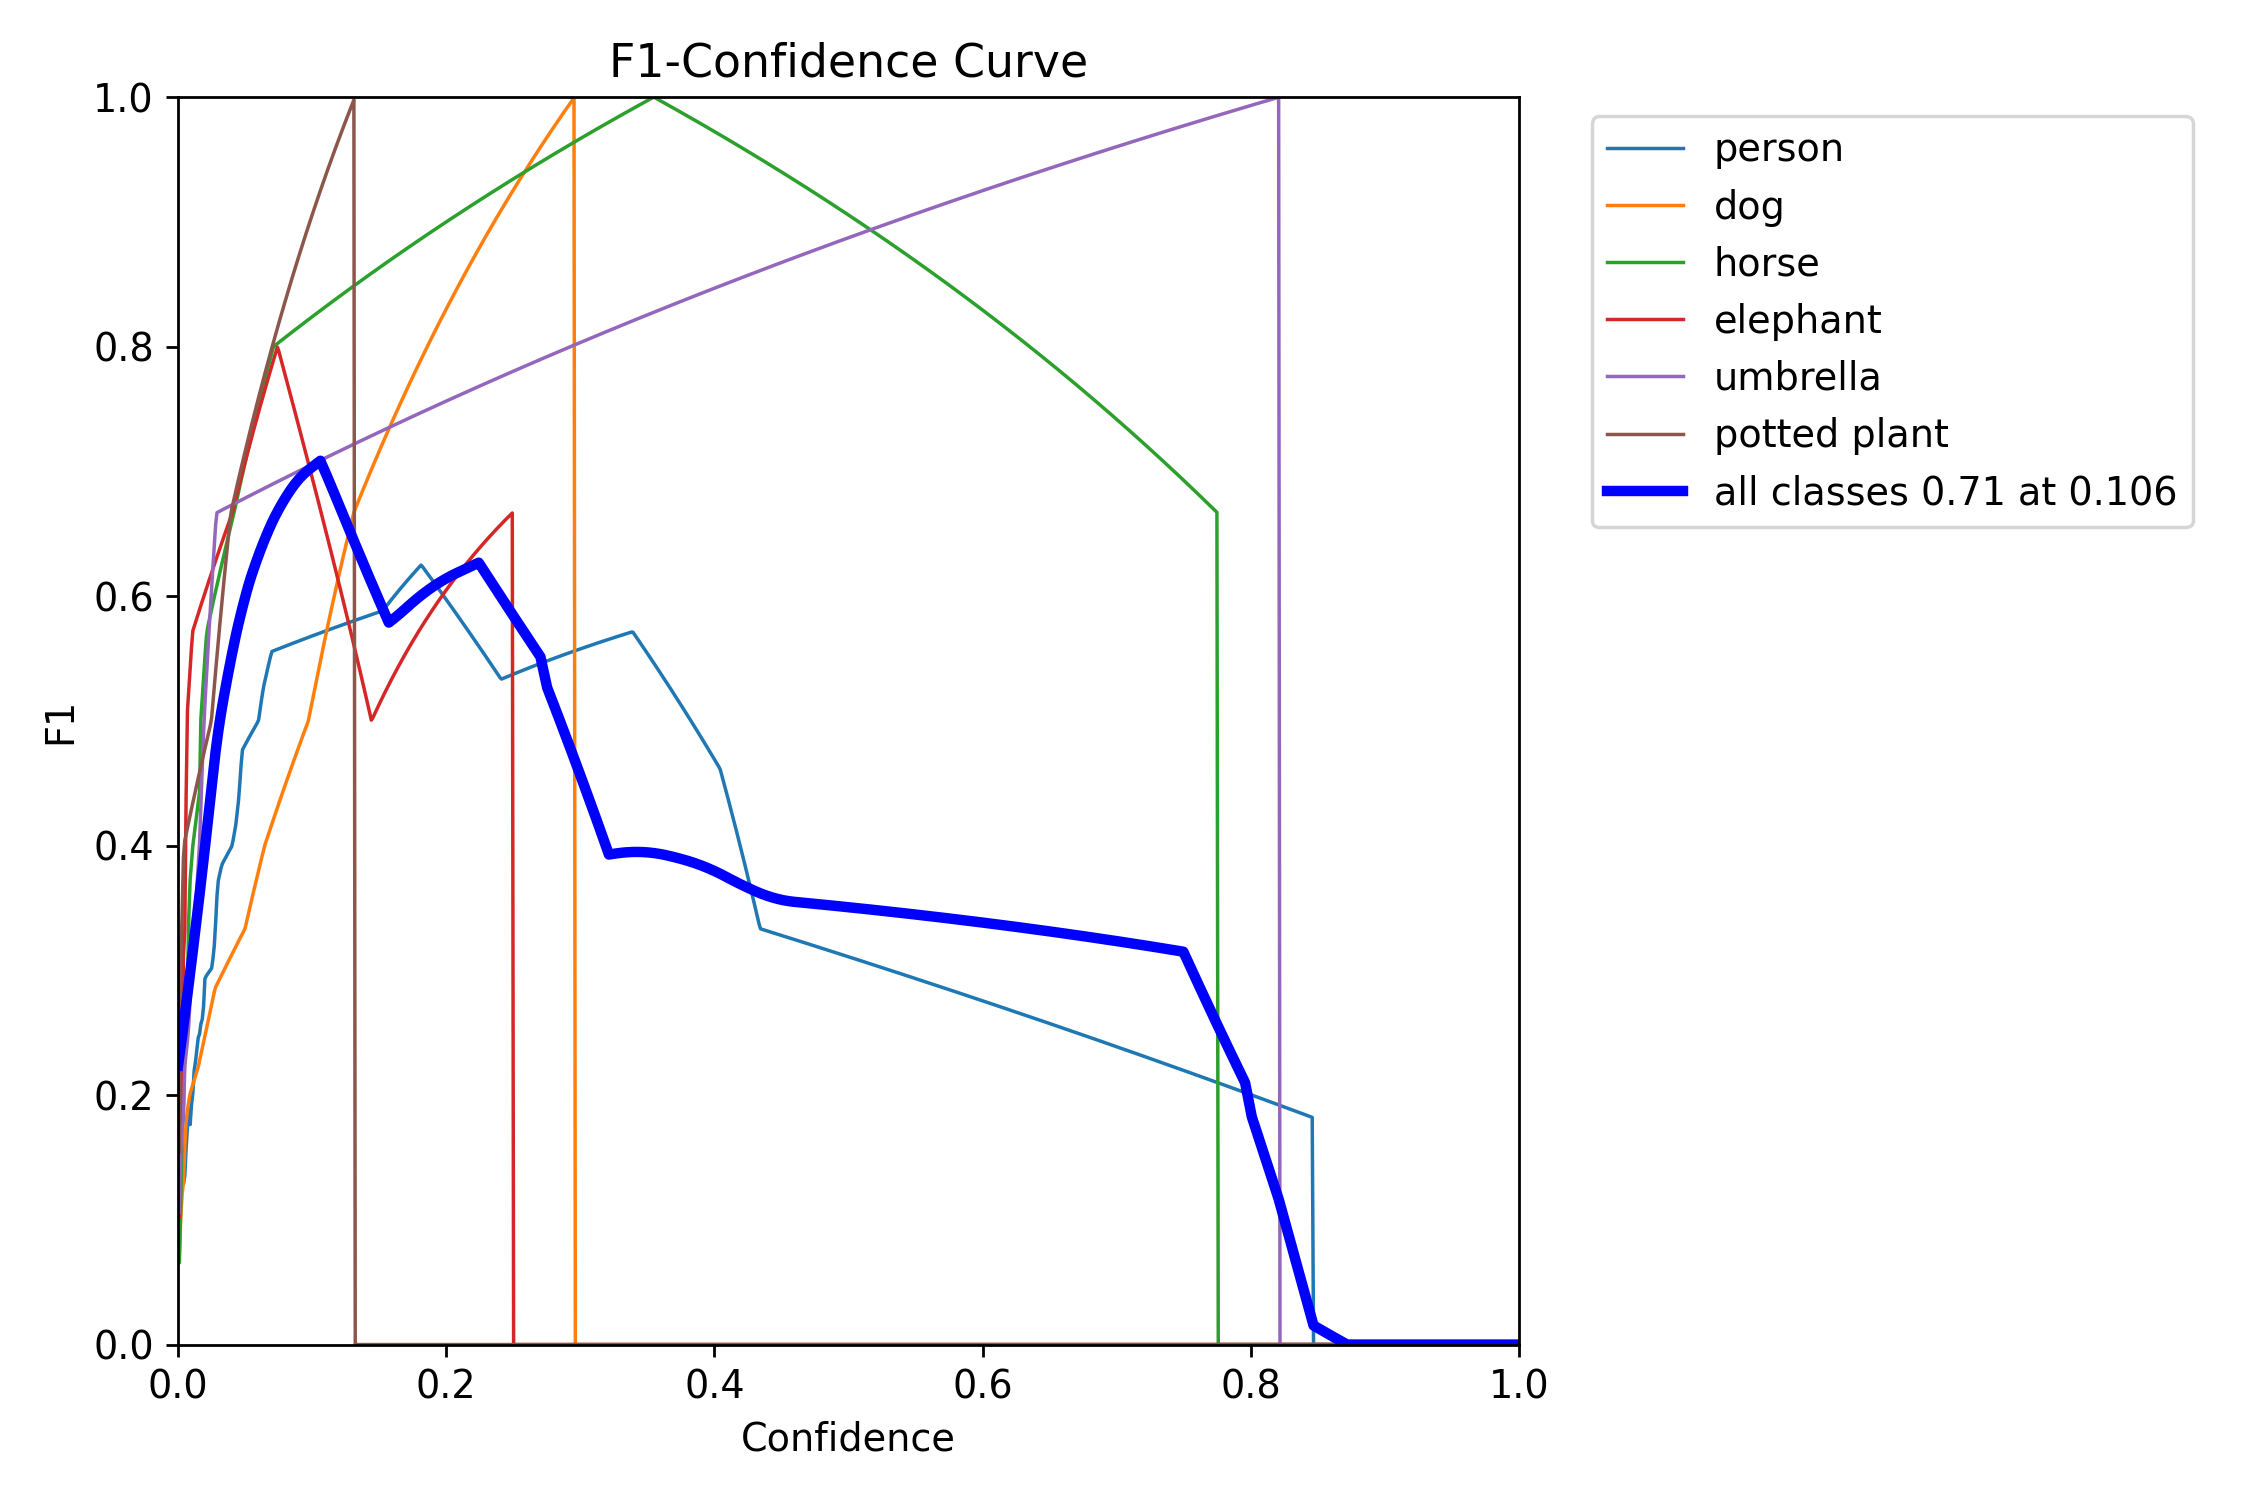 F1-Confidence Curve
1.0
0.8
0.6
0.4
0.2
0.0
F1
0.0 0.2 0.4 0.6 0.8 1.0
Confidence
person
dog
horse
elephant
umbrella
potted plant
all classes 0.71 at 0.106